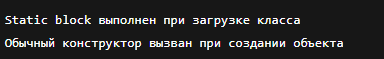 Static block выполнен при загрузке класса
Обычный конструктор вызван при создании объекта